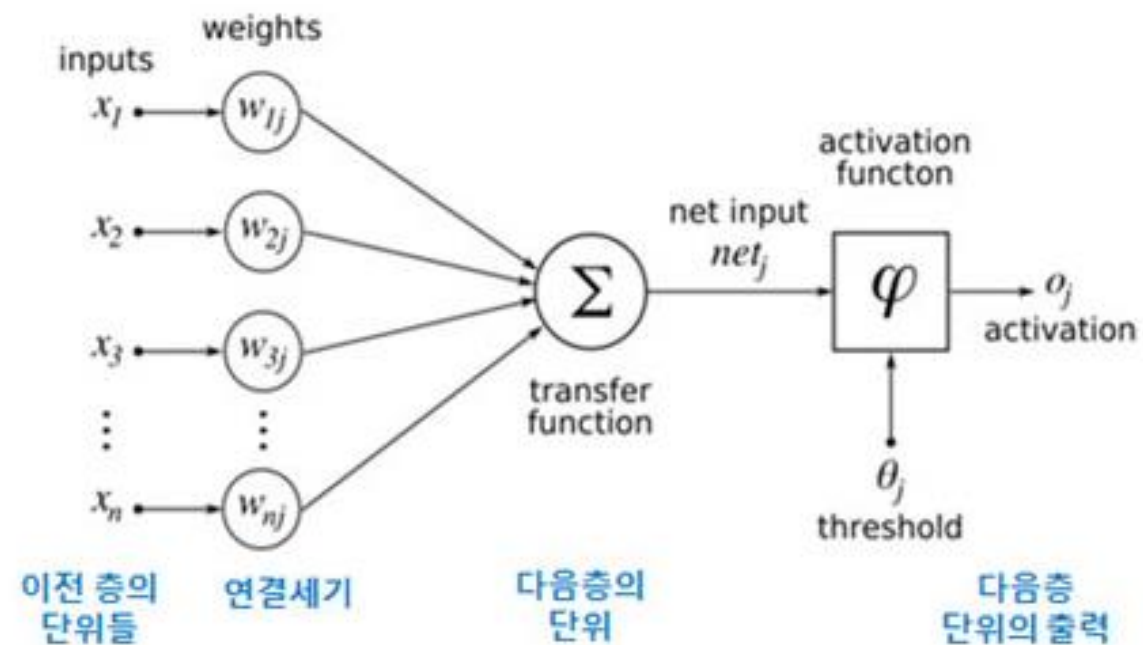 weights
inputs
x1
w1j
x2
w2j
x3
w3j
⋮
⋮
xn
wnj
Σ
transfer
function
net input
netj
activation
functon
φ
oj
activation
θj
threshold
이전 층의
단위들
연결세기
다음층의
단위
다음층
단위의 출력